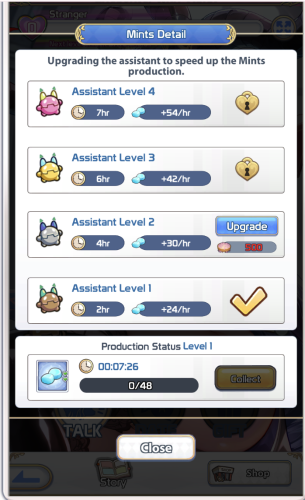 Stranger
Mints Detail
Upgrading the assistant to speed up the Mints
production.
Assistant Level 4
7hr +54/hr
Assistant Level 3
6hr +42/hr
Assistant Level 2
4hr +30/hr
Upgrade
500
Assistant Level 1
2hr +24/hr
Production Status Level 1
00:07:26
0/48
Collect
TALK
Close
Story
Shop